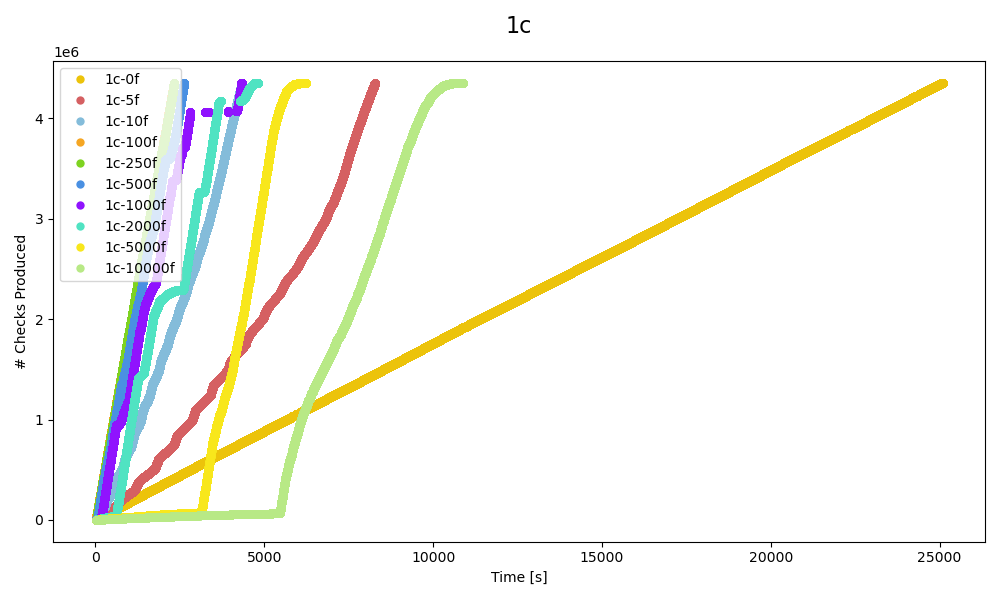 1c
1e6
# Checks Produced
4
3
2
1
0
1c-0f
1c-5f
1c-10f
1c-100f
1c-250f
1c-500f
1c-1000f
1c-2000f
1c-5000f
1c-10000f
0 5000 10000 15000 20000 25000
Time [s]